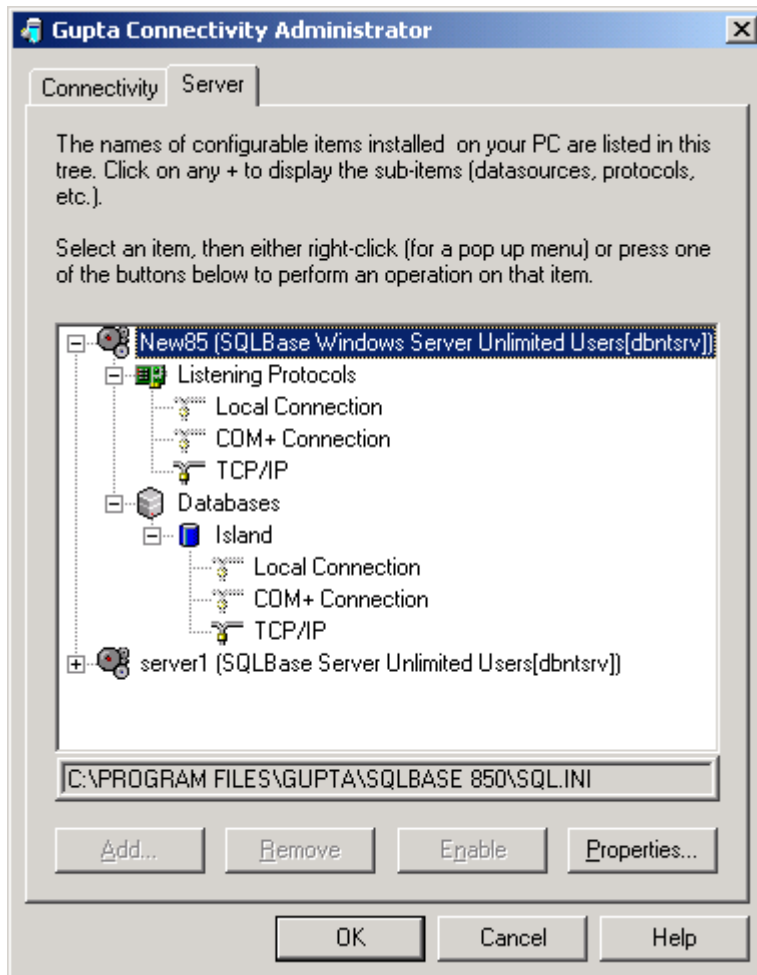 Gupta Connectivity Administrator
Connectivity
Server
The names of configurable items installed on your PC are listed in this
tree. Click on any + to display the sub-items (datasources, protocols,
etc.).
Select an item, then either right-click (for a pop up menu) or press one
of the buttons below to perform an operation on that item.
New85 (SQLBase Windows Server Unlimited Users[dbntsrv])
Listening Protocols
Local Connection
COM+ Connection
TCP/IP
Databases
Island
Local Connection
COM+ Connection
TCP/IP
server1 (SQLBase Server Unlimited Users[dbntsrv])
C:\PROGRAM FILES\GUPTA\SQLBASE 850\SQL.INI
Add... Remove Enable Properties...
OK Cancel Help